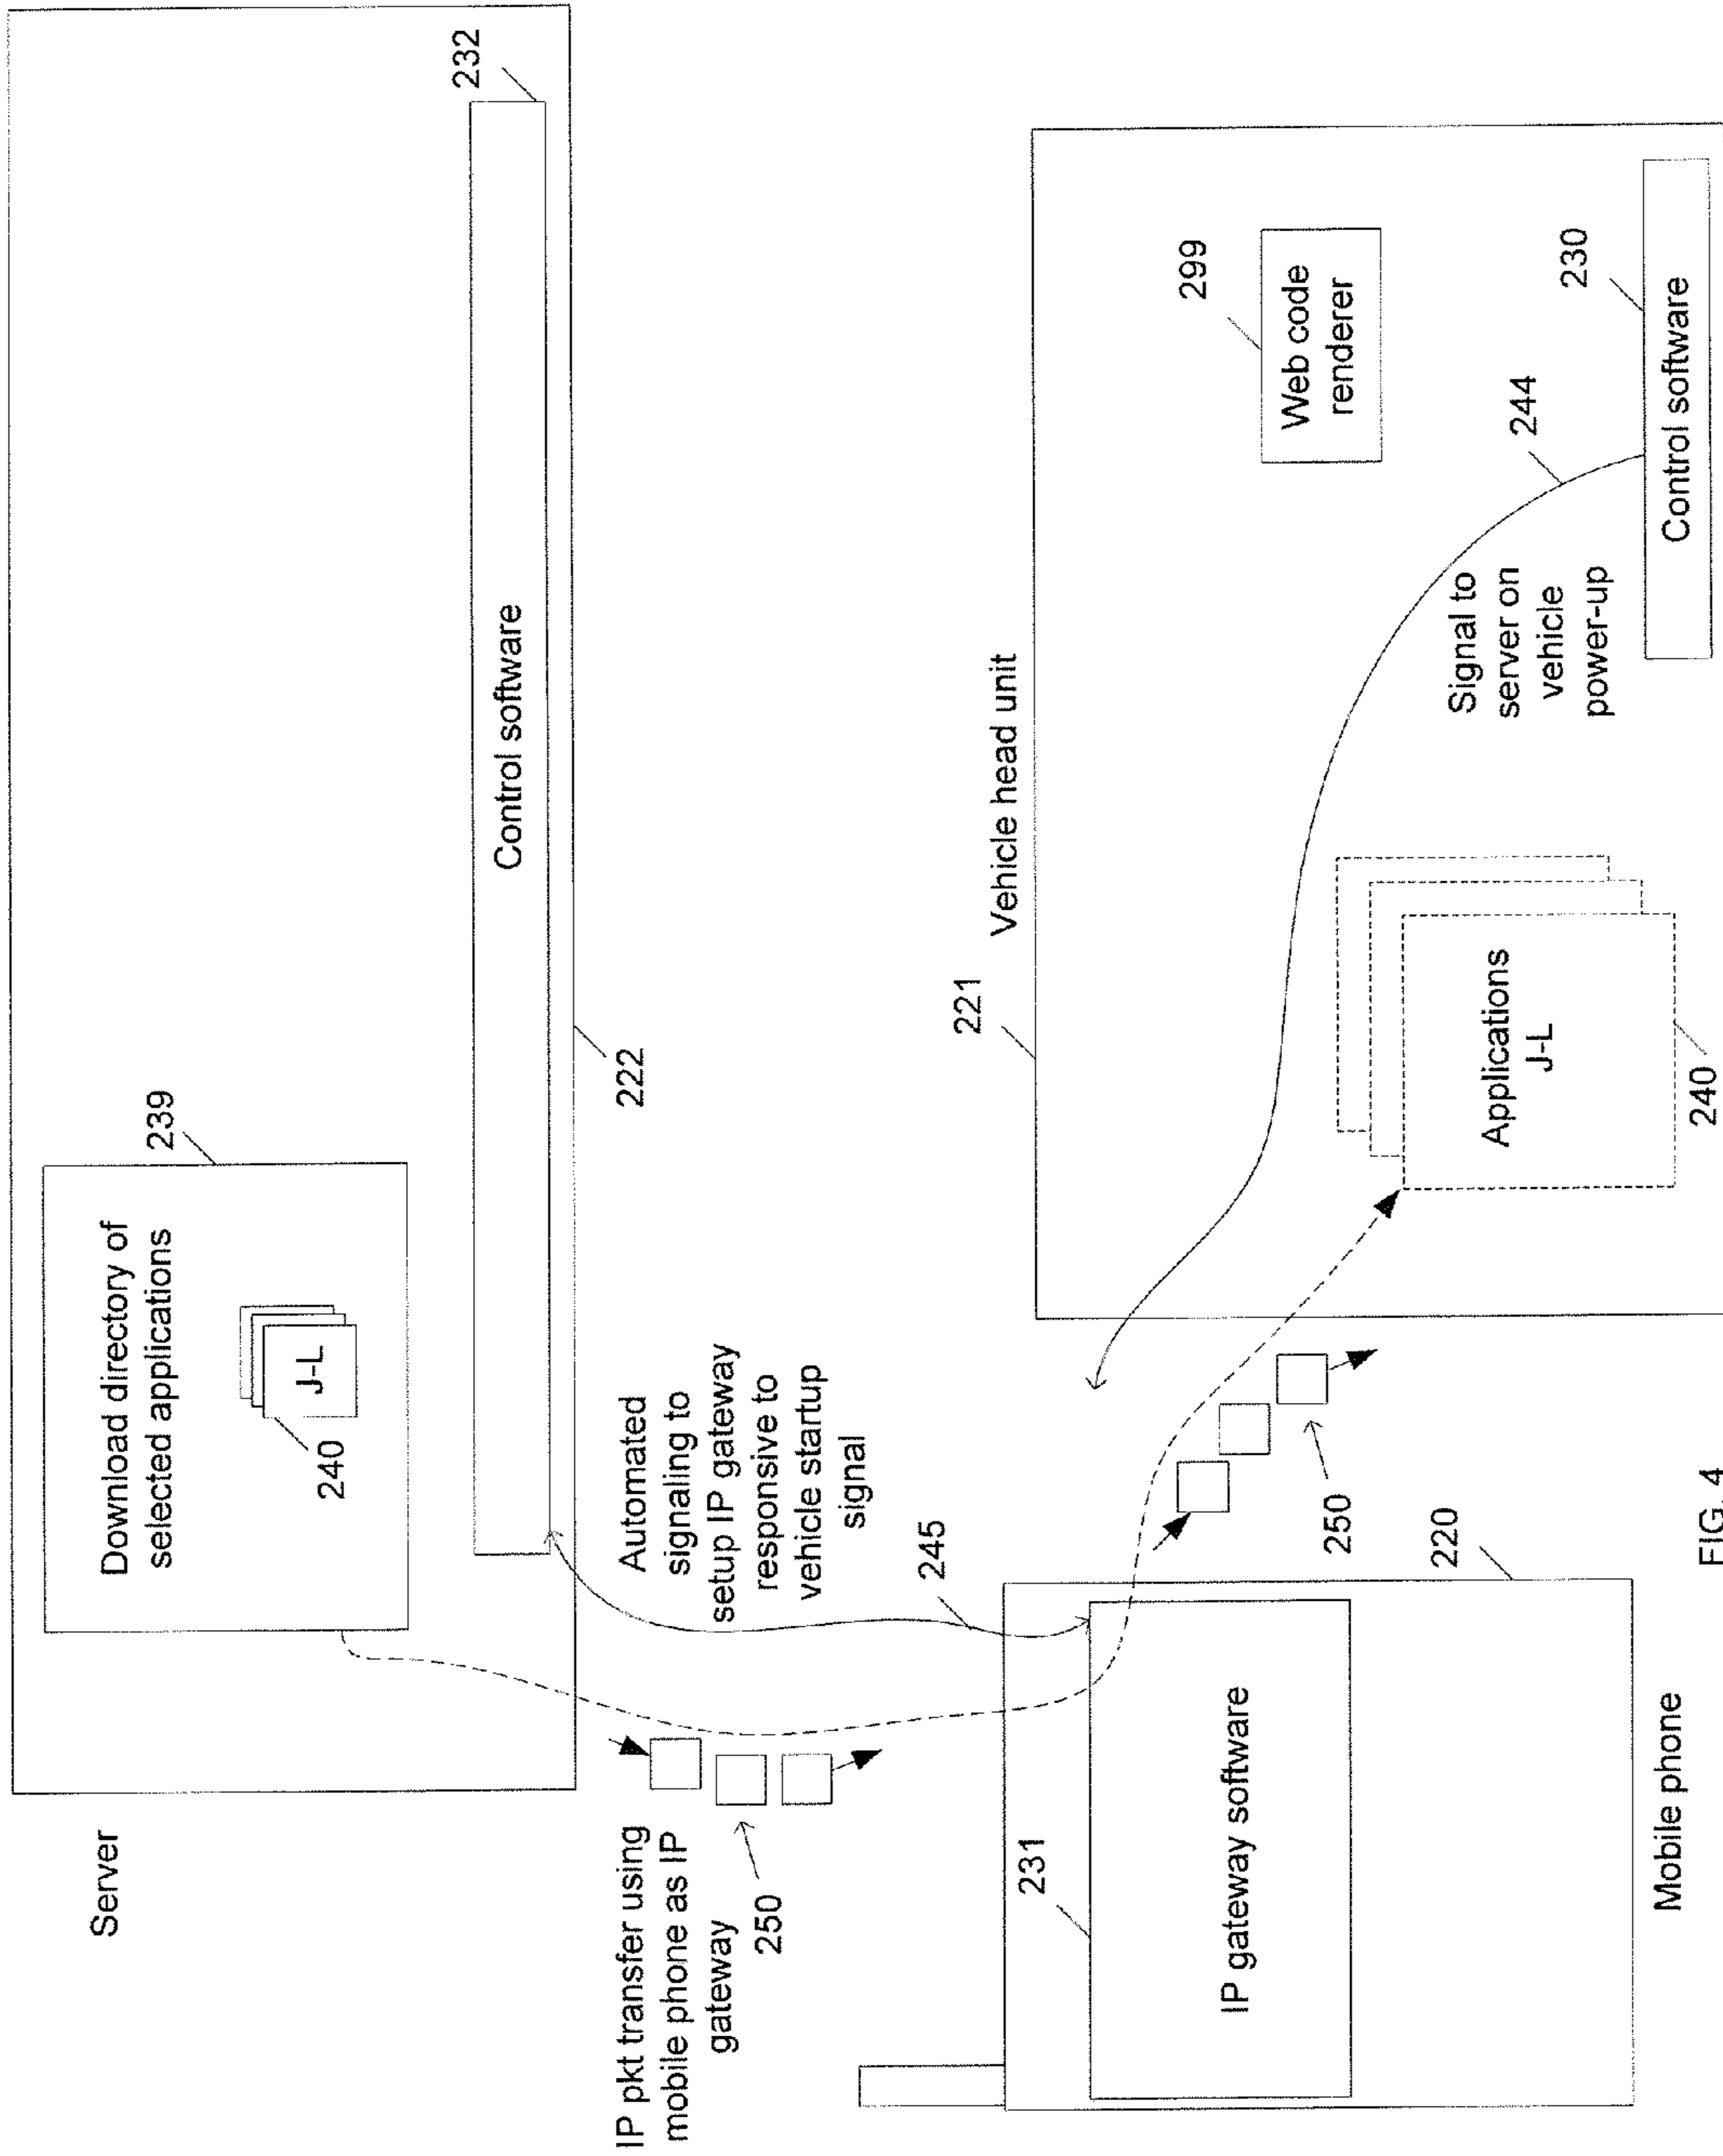 Server
Download directory of
selected applications
239
J-L
240
Control software
232
222
IP pkt transfer using
mobile phone as IP
gateway
250
Automated
signaling to
setup IP gateway
responsive to
vehicle startup
signal
245
231
IP gateway software
220
Mobile phone
250
Vehicle head unit
221
Web code
renderer
299
244
Signal to
server on
vehicle
power-up
Control software
230
Applications
J-L
240
FIG. 4